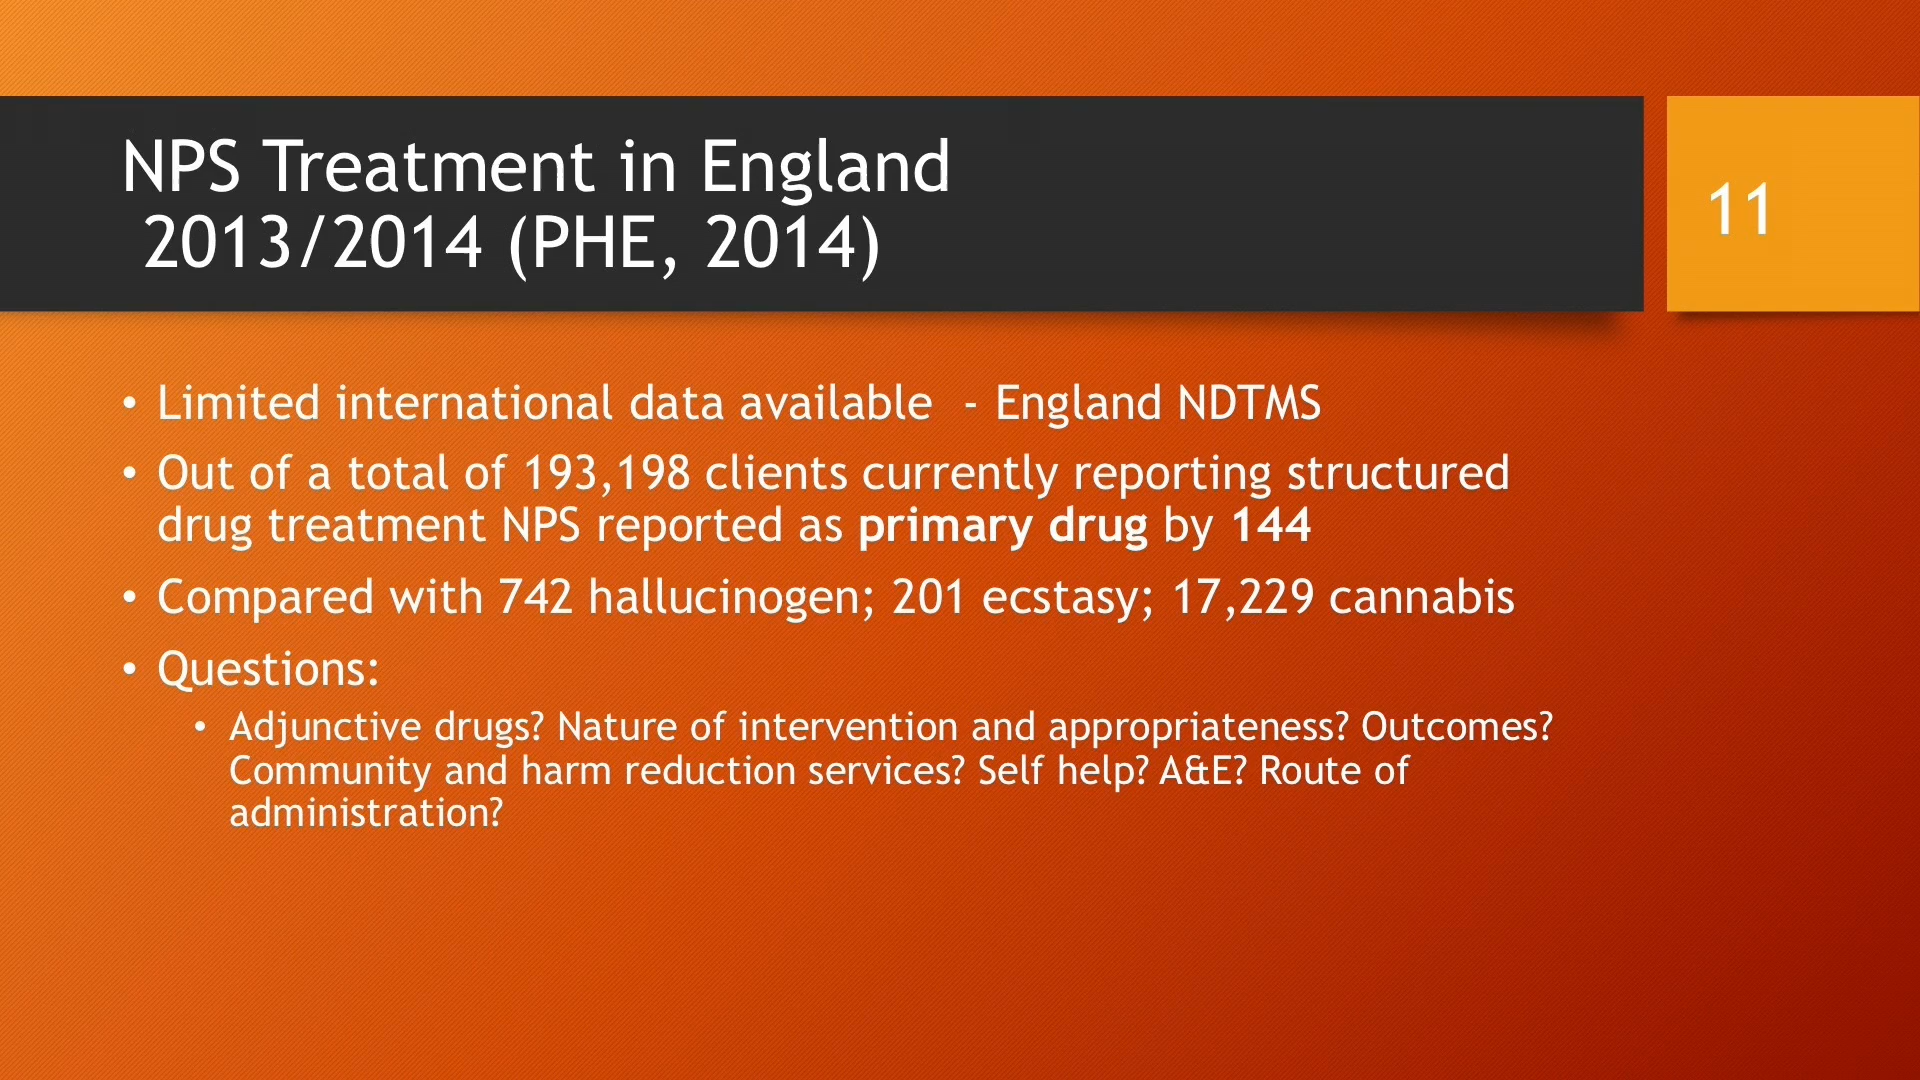 NPS Treatment in England
2013/2014 (PHE, 2014)
11
• Limited international data available  - England NDTMS
• Out of a total of 193,198 clients currently reporting structured
drug treatment NPS reported as primary drug by 144
• Compared with 742 hallucinogen; 201 ecstasy; 17,229 cannabis
• Questions:
• Adjunctive drugs? Nature of intervention and appropriateness? Outcomes?
Community and harm reduction services? Self help? A&E? Route of
administration?